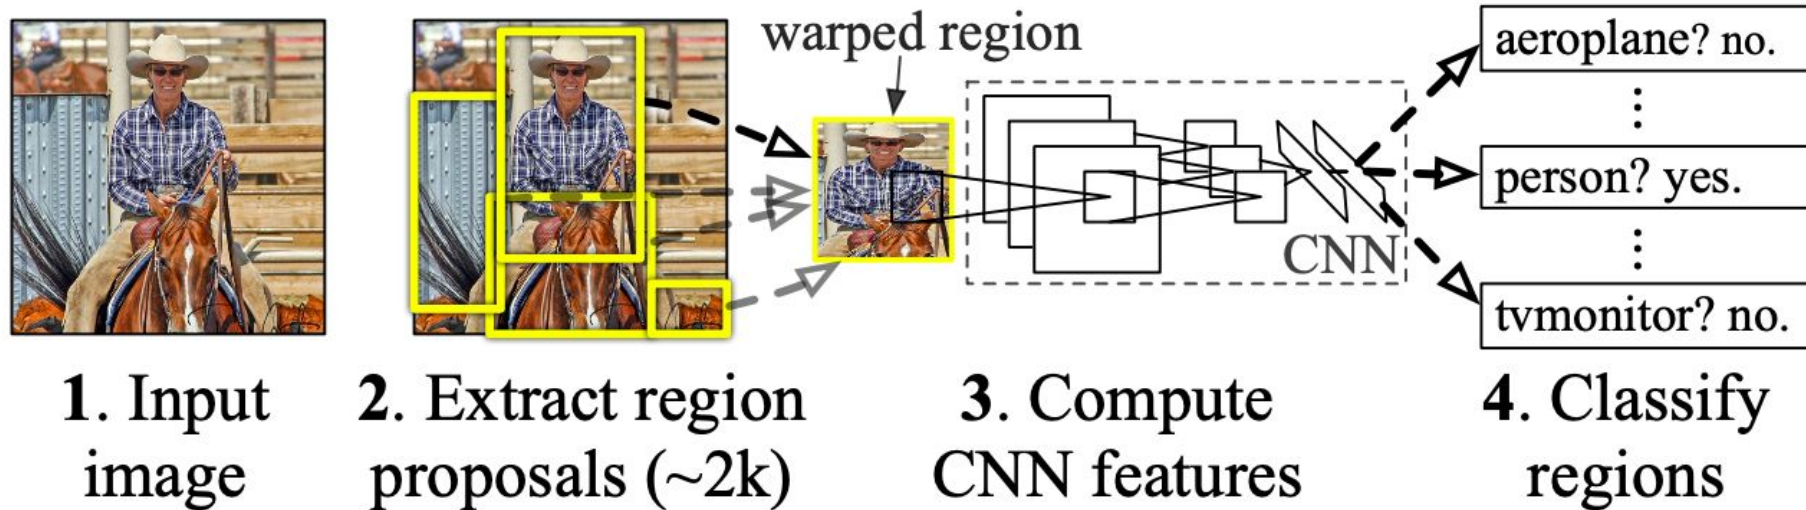 warped region
aeroplane? no.
person? yes.
CNN
tvmonitor? no.
1. Input
image
2. Extract region
proposals (~2k)
3. Compute
CNN features
4. Classify
regions